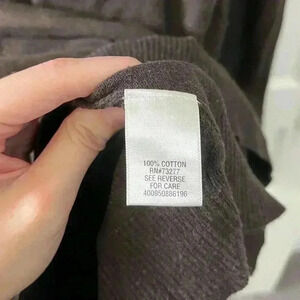 100% COTTON
RN#73277
SEE REVERSE
FOR CARE
400950886196